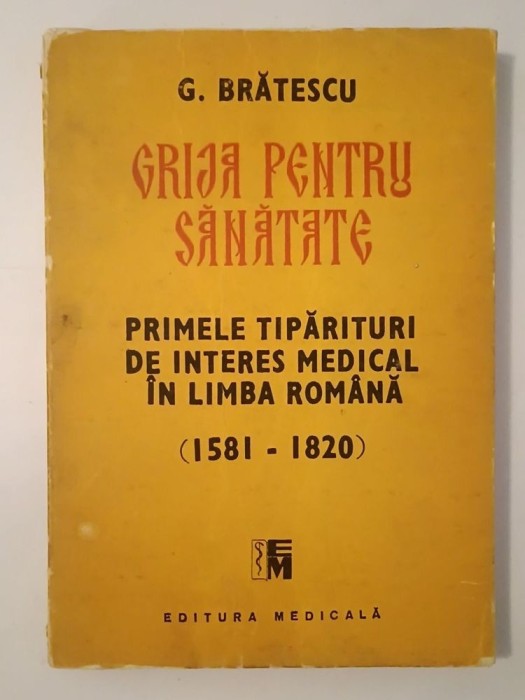 G. BRĂTESCU
GRIJA PENTRU
SĂNĂTATE
PRIMELE TIPĂRITURI
DE INTERES MEDICAL
ÎN LIMBA ROMÂNĂ
(1581 - 1820)
EM
EDITURA MEDICALĂ